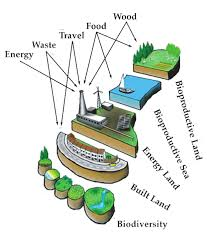 Wood
Food
Travel
Waste
Energy
Bioproductive Land
Bioproductive Sea
Energy Land
Built Land
Biodiversity